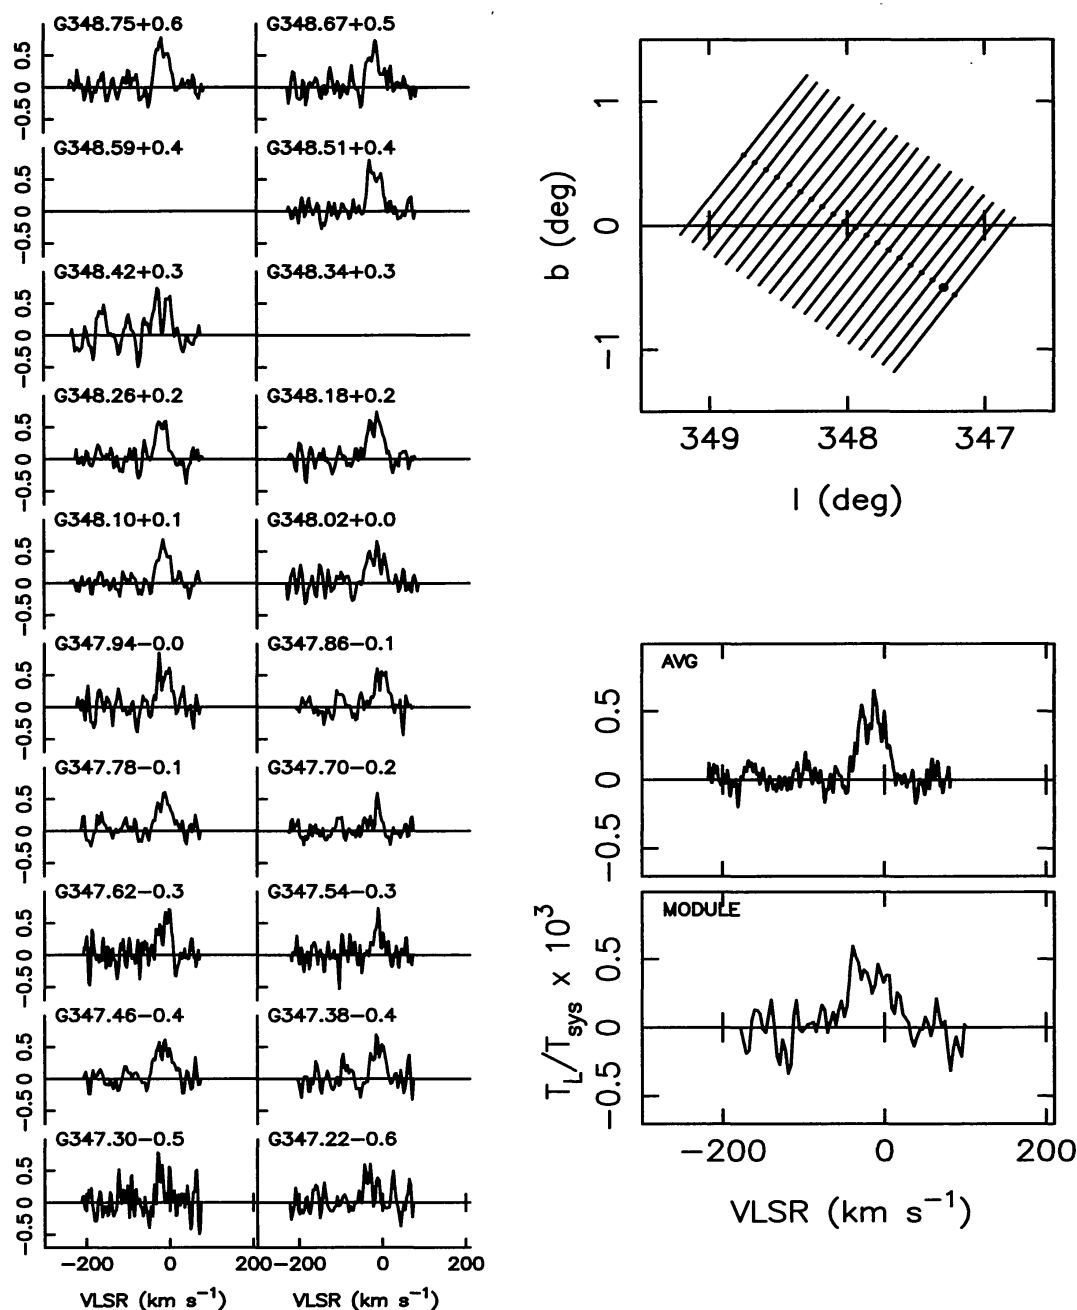 G348.75+0.6 G348.67+0.5
0.5
0
−0.5
G348.59+0.4 G348.51+0.4
0.5
0
−0.5
G348.42+0.3 G348.34+0.3
0.5
0
−0.5
G348.26+0.2 G348.18+0.2
0.5
0
−0.5
G348.10+0.1 G348.02+0.0
0.5
0
−0.5
G347.94−0.0 G347.86−0.1
0.5
0
−0.5
G347.78−0.1 G347.70−0.2
0.5
0
−0.5
G347.62−0.3 G347.54−0.3
0.5
0
−0.5
G347.46−0.4 G347.38−0.4
0.5
0
−0.5
G347.30−0.5 G347.22−0.6
0.5
0
−0.5
−200 0 200 −200 0 200
VLSR (km s⁻¹) VLSR (km s⁻¹)
b (deg)
1
0
−1
349 348 347
l (deg)
AVG
0.5
0
−0.5
MODULE
T_L/T_sys x 10³
0.5
0
−0.5
−200 0 200
VLSR (km s⁻¹)